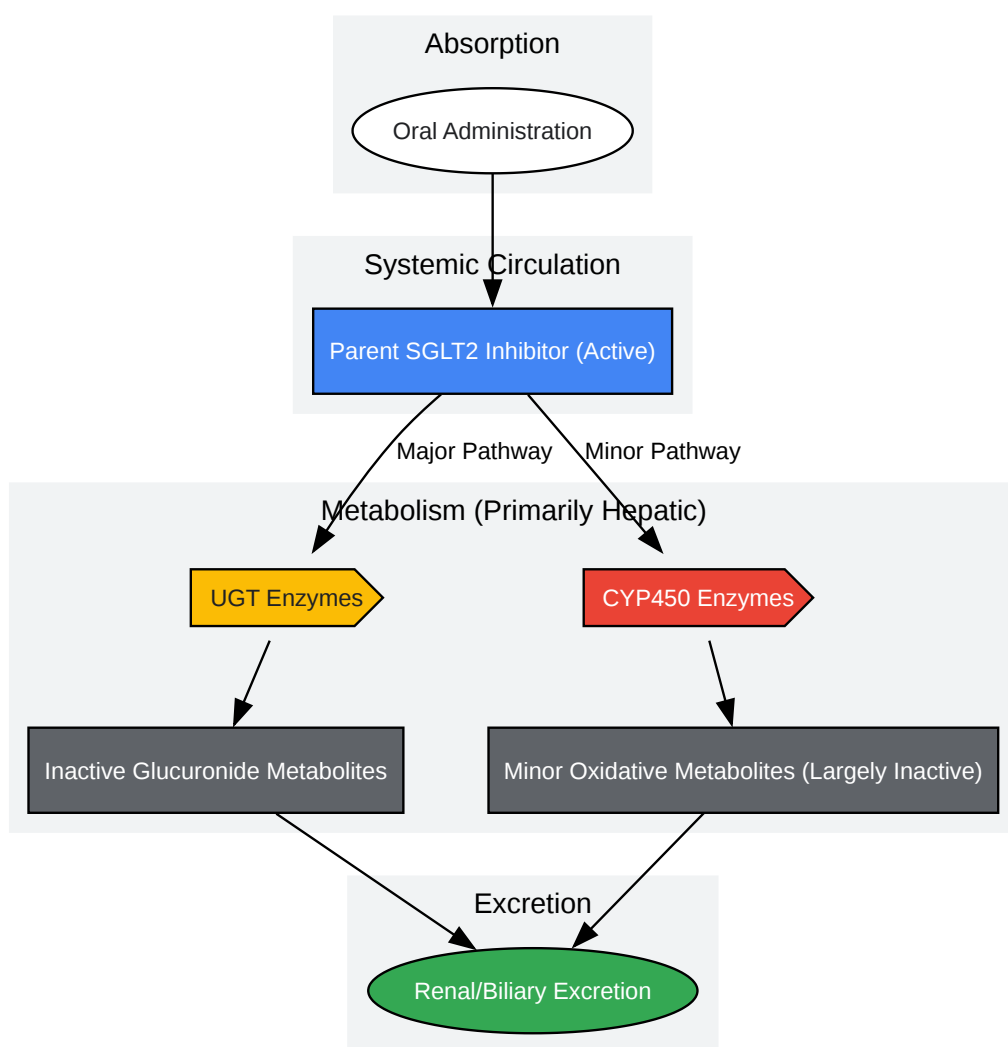 Absorption
Oral Administration
Systemic Circulation
Parent SGLT2 Inhibitor (Active)
Major Pathway
Minor Pathway
Metabolism (Primarily Hepatic)
UGT Enzymes
CYP450 Enzymes
Inactive Glucuronide Metabolites
Minor Oxidative Metabolites (Largely Inactive)
Excretion
Renal/Biliary Excretion